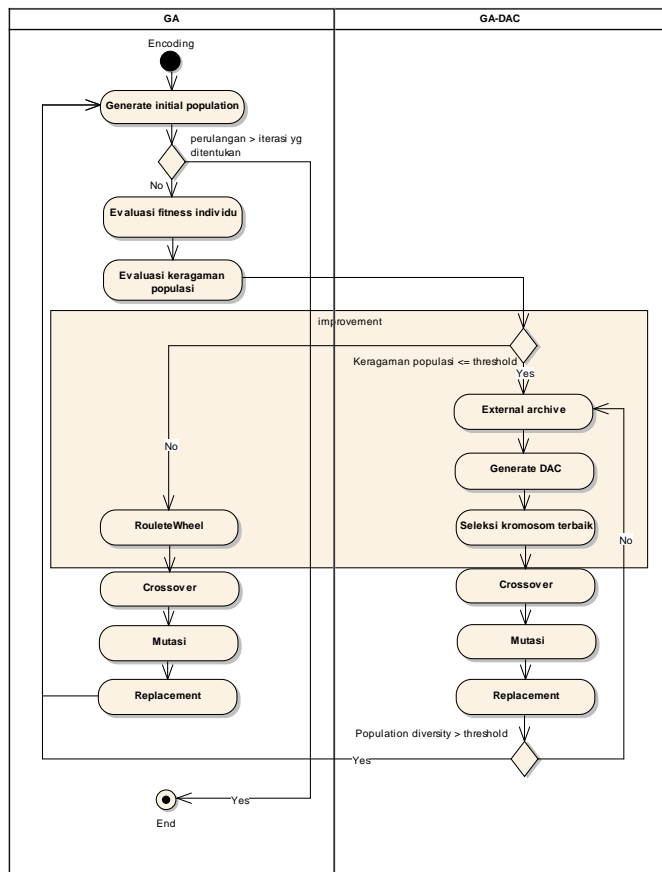 GA
GA-DAC
Encoding
Generate initial population
perulangan > iterasi yg
ditentukan
No
Evaluasi fitness individu
Evaluasi keragaman
populasi
improvement
Keragaman populasi <= threshold
Yes
External archive
No
Generate DAC
RouleteWheel
Seleksi kromosom terbaik
No
Crossover
Crossover
Mutasi
Mutasi
Replacement
Replacement
Population diversity > threshold
Yes
Yes
End